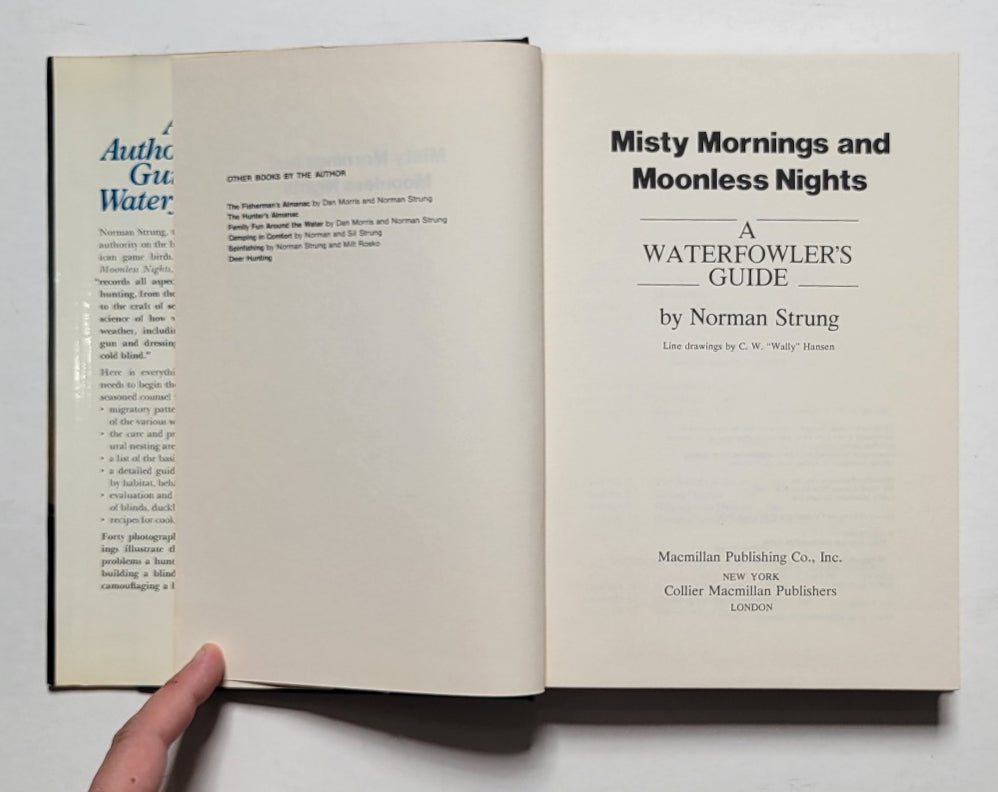 A
Autho
Gui
Water
Norman Strung,
authority on the
ican game birds.
Moonless Nights,
"records all aspec
hunting, from the
to the craft of
science of how
weather, includi
gun and dressin
cold blind."
Here is everythi
needs to begin th
seasoned counsel
> migratory patte
of the various
> the care and pr
ural nesting are
> a list of the basi
> a detailed guid
by habitat, beh
> evaluation and
of blinds, duckl
> recipes for cook
Forty photograpl
ings illustrate
problems a hunt
building a blind
camouflaging a
OTHER BOOKS BY THE AUTHOR
The Fisherman's Almanac by Dan Morris and Norman Strung
The Hunter's Almanac
Family Fun Around the Water by Dan Morris and Norman Strung
Camping in Comfort by Norman and Sil Strung
Spinfishing by Norman Strung and Milt Rosko
Deer Hunting
Misty Mornings and
Moonless Nights
A
WATERFOWLER'S
GUIDE
by Norman Strung
Line drawings by C. W. "Wally" Hansen
Macmillan Publishing Co., Inc.
NEW YORK
Collier Macmillan Publishers
LONDON